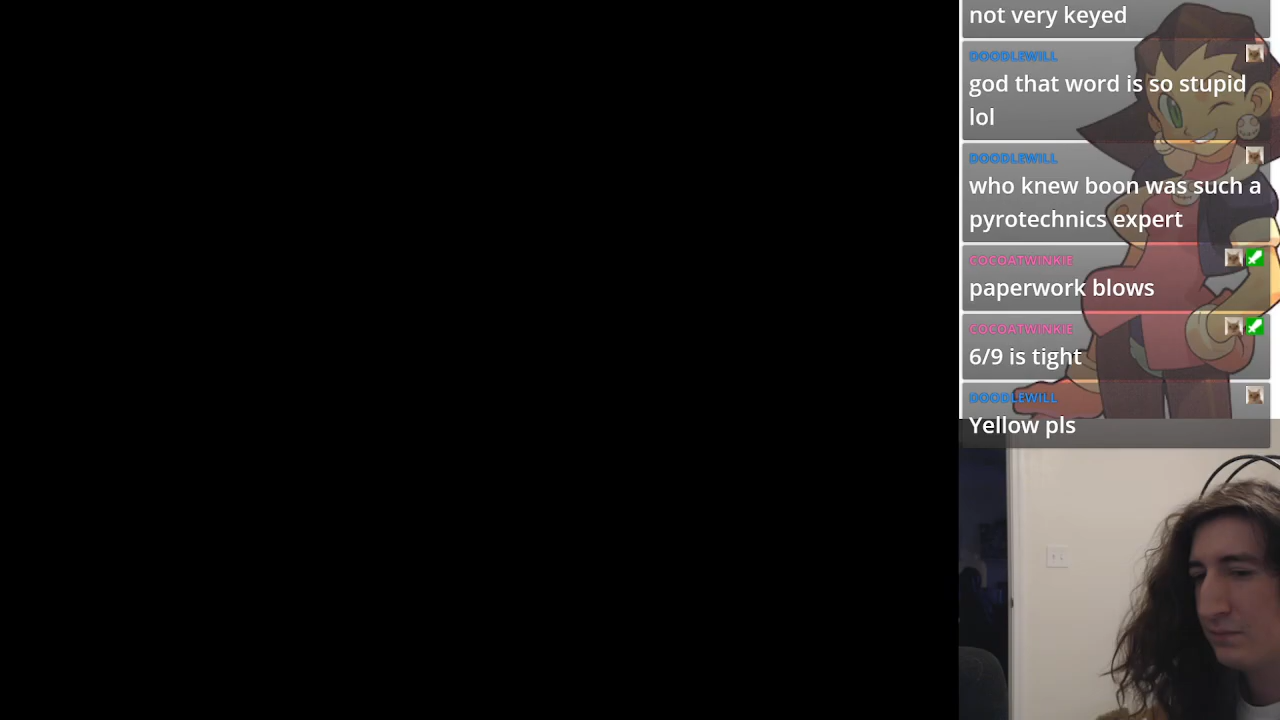 not very keyed
DOODLEWILL
god that word is so stupid
lol
DOODLEWILL
who knew boon was such a
pyrotechnics expert
COCOATWINKIE
paperwork blows
COCOATWINKIE
6/9 is tight
DOODLEWILL
Yellow pls